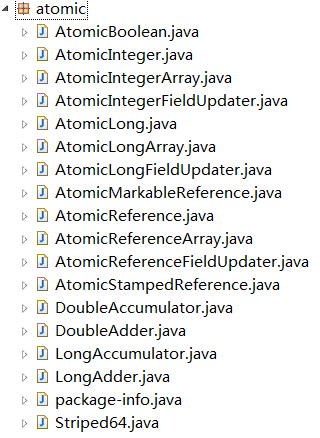 atomic
AtomicBoolean.java
AtomicInteger.java
AtomicIntegerArray.java
AtomicIntegerFieldUpdater.java
AtomicLong.java
AtomicLongArray.java
AtomicLongFieldUpdater.java
AtomicMarkableReference.java
AtomicReference.java
AtomicReferenceArray.java
AtomicReferenceFieldUpdater.java
AtomicStampedReference.java
DoubleAccumulator.java
DoubleAdder.java
LongAccumulator.java
LongAdder.java
package-info.java
Striped64.java